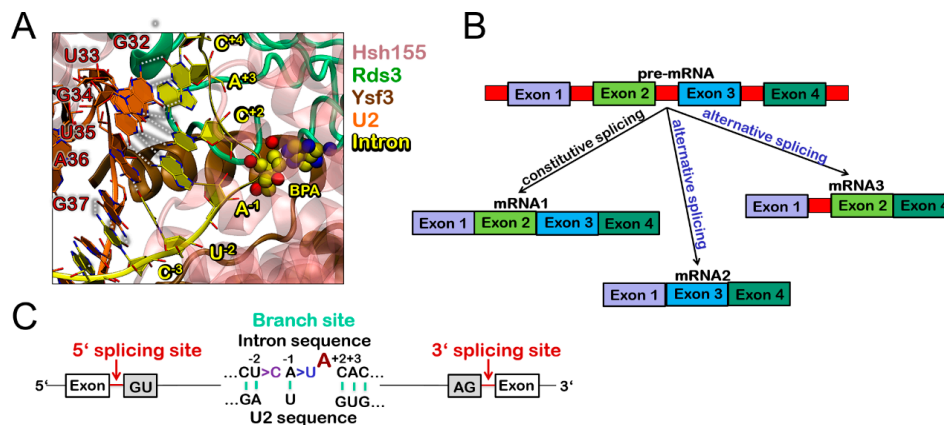 A
G32
U33
G34
U35
A36
G37
C+4
A+3
C+2
BPA
A-1
U-2
C-3
Hsh155
Rds3
Ysf3
U2
Intron
B
pre-mRNA
Exon 1
Exon 2
Exon 3
Exon 4
constitutive splicing
alternative splicing
alternative splicing
mRNA1
Exon 1 Exon 2 Exon 3 Exon 4
mRNA2
Exon 1 Exon 3 Exon 4
mRNA3
Exon 1 Exon 2 Exon 4
C
Branch site
Intron sequence
5‘ splicing site
3‘ splicing site
-2 -1 +2+3
5‘ Exon GU ...CU>C A>U A CAC... AG Exon 3‘
...GA U GUG...
U2 sequence